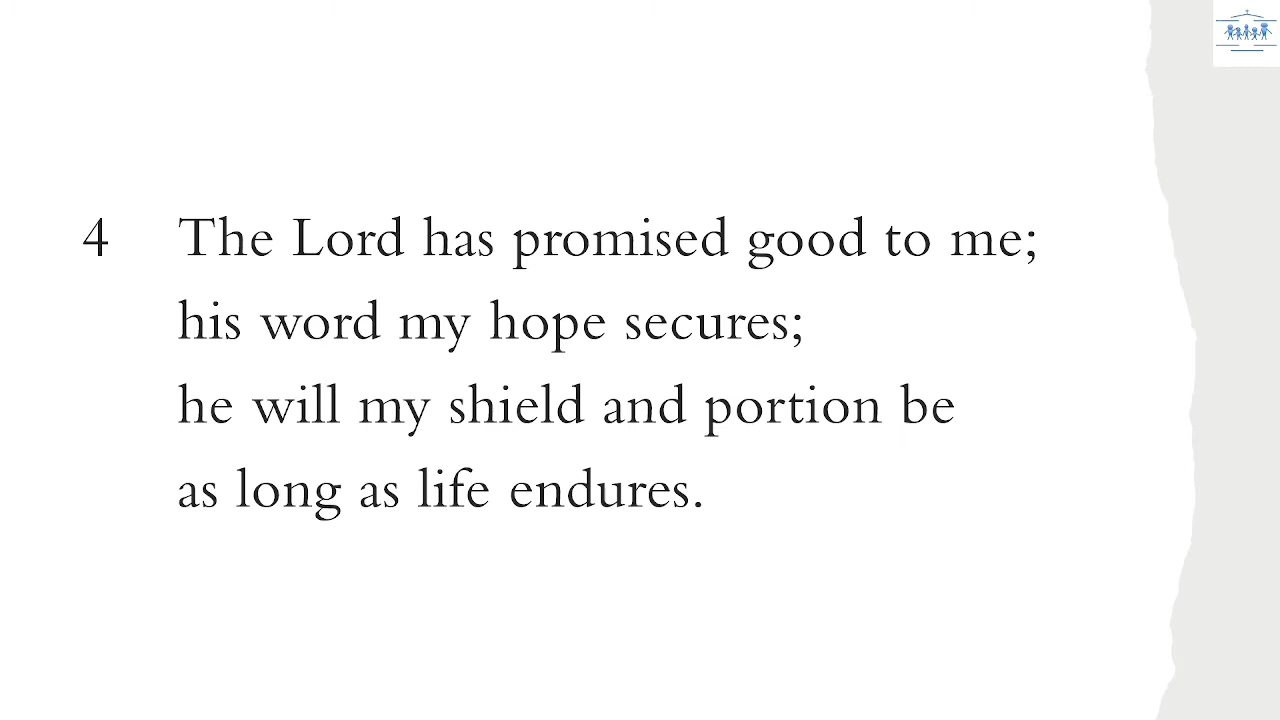 4 The Lord has promised good to me;
his word my hope secures;
he will my shield and portion be
as long as life endures.